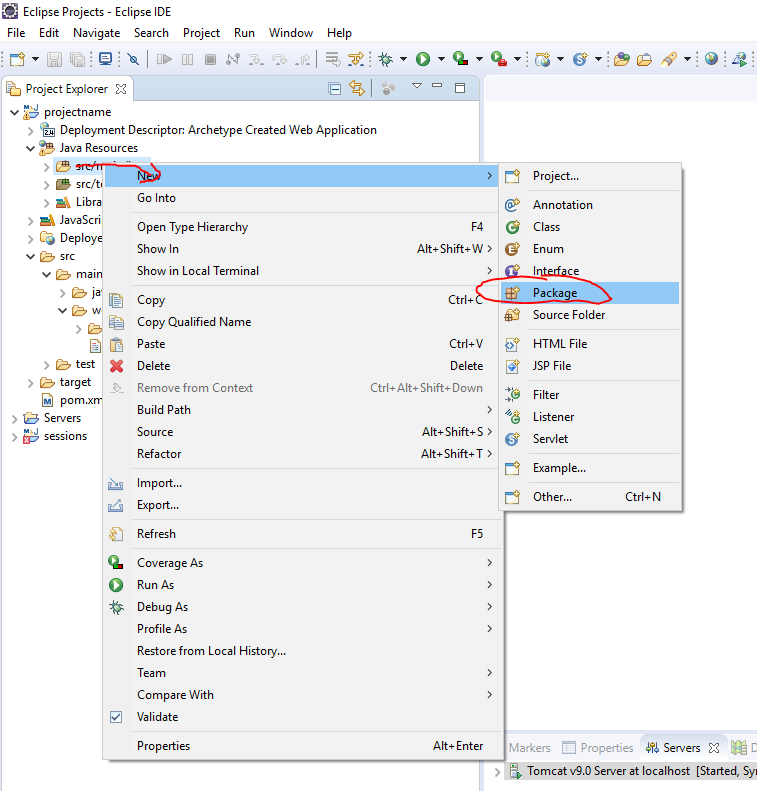 Eclipse Projects - Eclipse IDE
File Edit Navigate Search Project Run Window Help
Project Explorer
projectname
Deployment Descriptor: Archetype Created Web Application
Java Resources
src/
src/te
Libra
JavaScri
Deploye
src
main
ja
w
test
target
pom.xm
Servers
sessions
New
Go Into
Open Type Hierarchy F4
Show In Alt+Shift+W
Show in Local Terminal
Copy Ctrl+C
Copy Qualified Name
Paste Ctrl+V
Delete Delete
Remove from Context Ctrl+Alt+Shift+Down
Build Path
Source Alt+Shift+S
Refactor Alt+Shift+T
Import...
Export...
Refresh F5
Coverage As
Run As
Debug As
Profile As
Restore from Local History...
Team
Compare With
Validate
Properties Alt+Enter
Project...
Annotation
Class
Enum
Interface
Package
Source Folder
HTML File
JSP File
Filter
Listener
Servlet
Example...
Other... Ctrl+N
Markers Properties Servers D
Tomcat v9.0 Server at localhost [Started, Syn